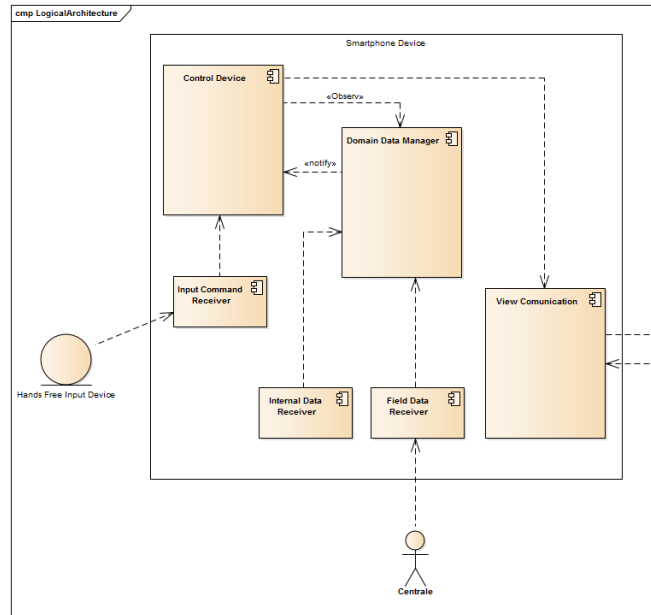 cmp LogicalArchitecture
Smartphone Device
Control Device
«Observ»
Domain Data Manager
«notify»
Input Command
Receiver
View Comunication
Hands Free Input Device
Internal Data
Receiver
Field Data
Receiver
Centrale